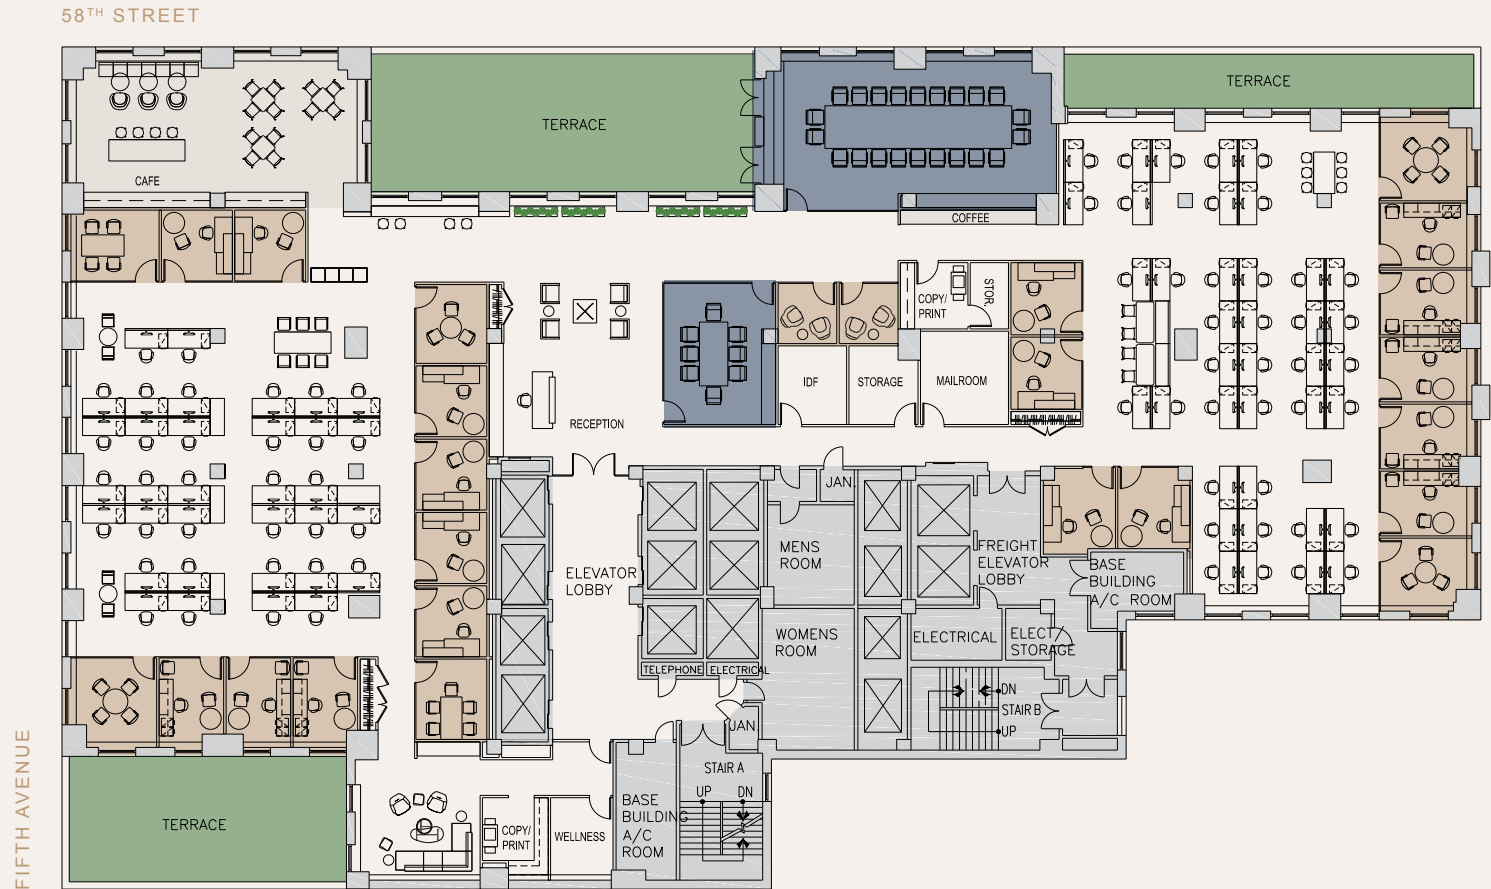 58TH STREET
TERRACE
TERRACE
CAFE
COFFEE
COPY/
PRINT
STOR.
IDF
STORAGE
MAILROOM
RECEPTION
JAN.
MENS
ROOM
FREIGHT
ELEVATOR
LOBBY
ELEVATOR
LOBBY
BASE
BUILDING
A/C ROOM
WOMENS
ROOM
ELECTRICAL
ELECT/
STORAGE
TELEPHONE
ELECTRICAL
DN
STAIR B
UP
JAN.
FIFTH AVENUE
STAIR A
UP
DN
TERRACE
BASE
BUILDING
A/C
ROOM
COPY/
PRINT
WELLNESS